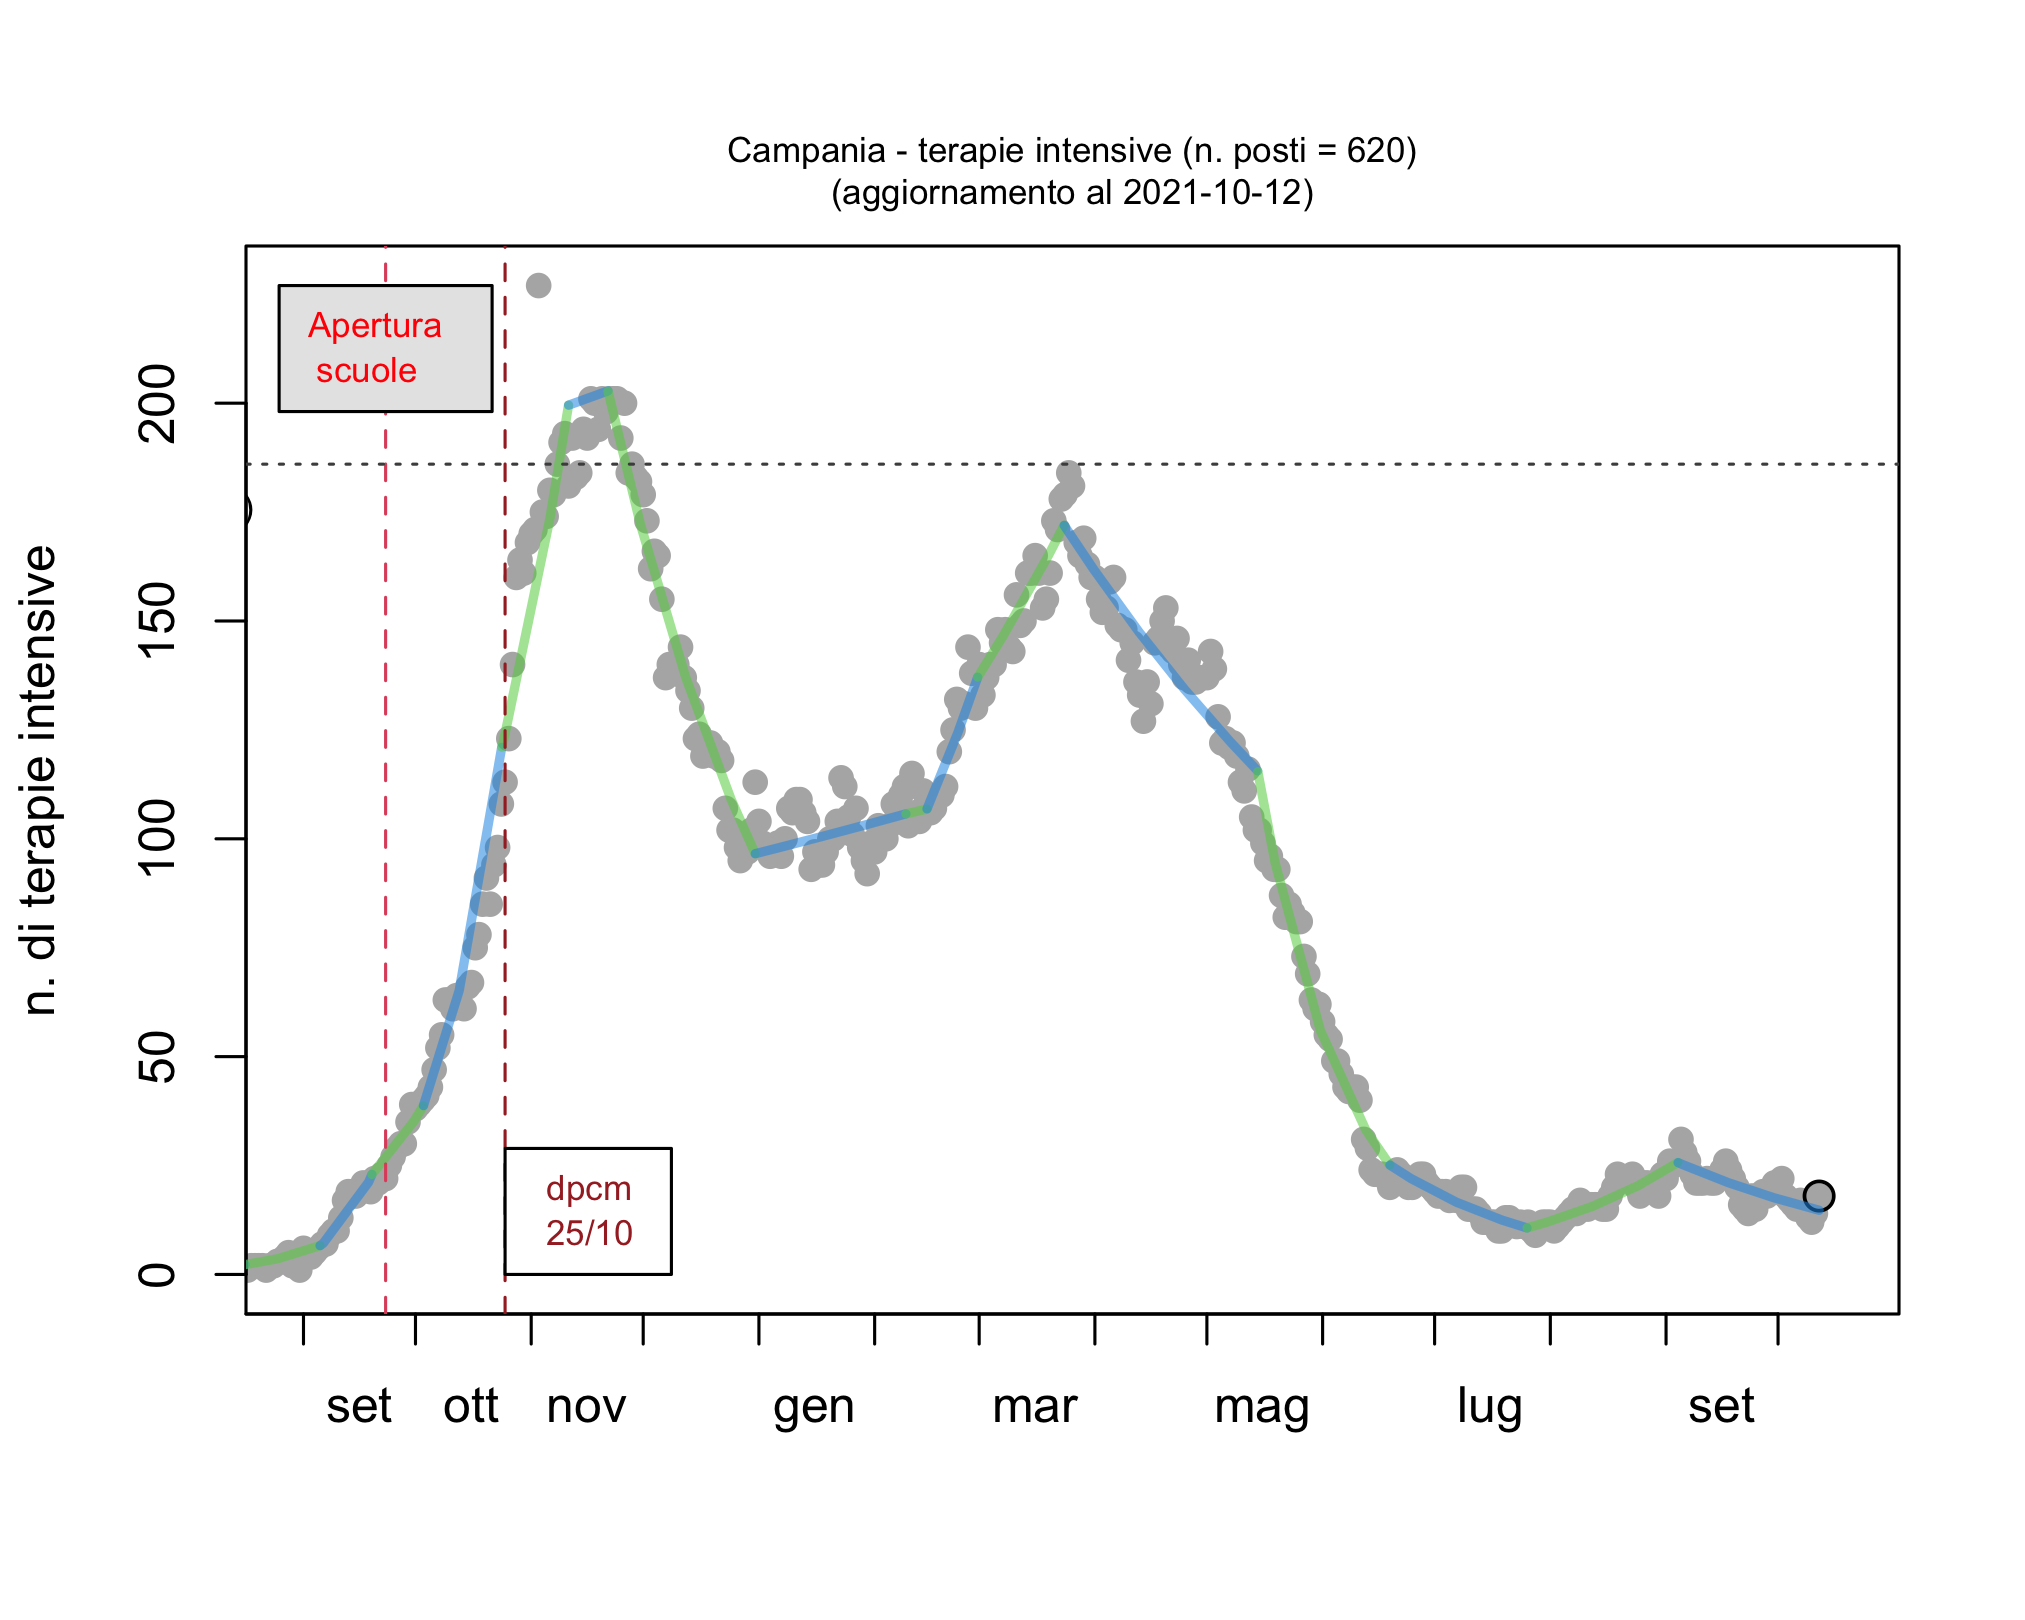 Campania - terapie intensive (n. posti = 620)
(aggiornamento al 2021-10-12)
Apertura
scuole
n. di terapie intensive
200
150
100
50
0
dpcm
25/10
set ott nov gen mar mag lug set